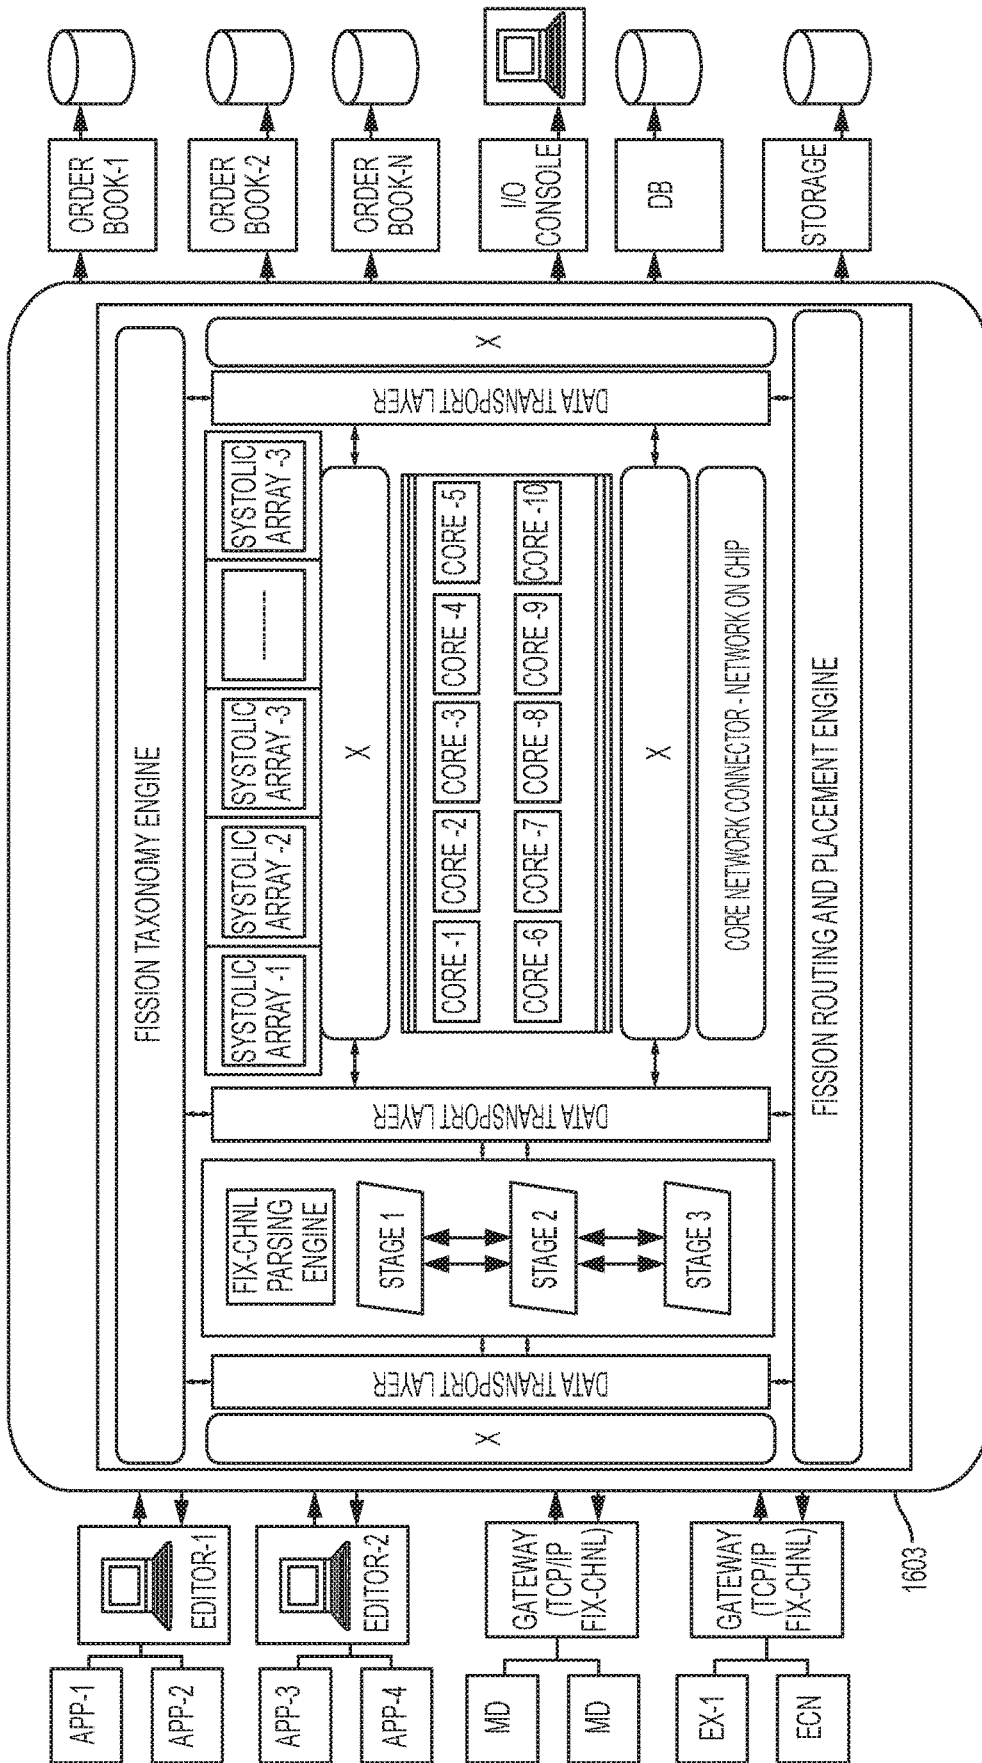 APP-1
APP-2
APP-3
APP-4
MD
MD
EX-1
ECN
EDITOR-1
EDITOR-2
GATEWAY
(TCP/IP
FIX-CHNL)
GATEWAY
(TCP/IP
FIX-CHNL)
1603
FISSION TAXONOMY ENGINE
X
DATA TRANSPORT LAYER
FIX-CHNL
PARSING
ENGINE
STAGE 1
STAGE 2
STAGE 3
DATA TRANSPORT LAYER
SYSTOLIC
ARRAY -1
SYSTOLIC
ARRAY -2
SYSTOLIC
ARRAY -3
----------
SYSTOLIC
ARRAY -3
X
CORE -1
CORE -2
CORE -3
CORE -4
CORE -5
CORE -6
CORE -7
CORE -8
CORE -9
CORE -10
X
CORE NETWORK CONNECTOR - NETWORK ON CHIP
DATA TRANSPORT LAYER
X
FISSION ROUTING AND PLACEMENT ENGINE
ORDER
BOOK-1
ORDER
BOOK-2
ORDER
BOOK-N
I/O
CONSOLE
DB
STORAGE